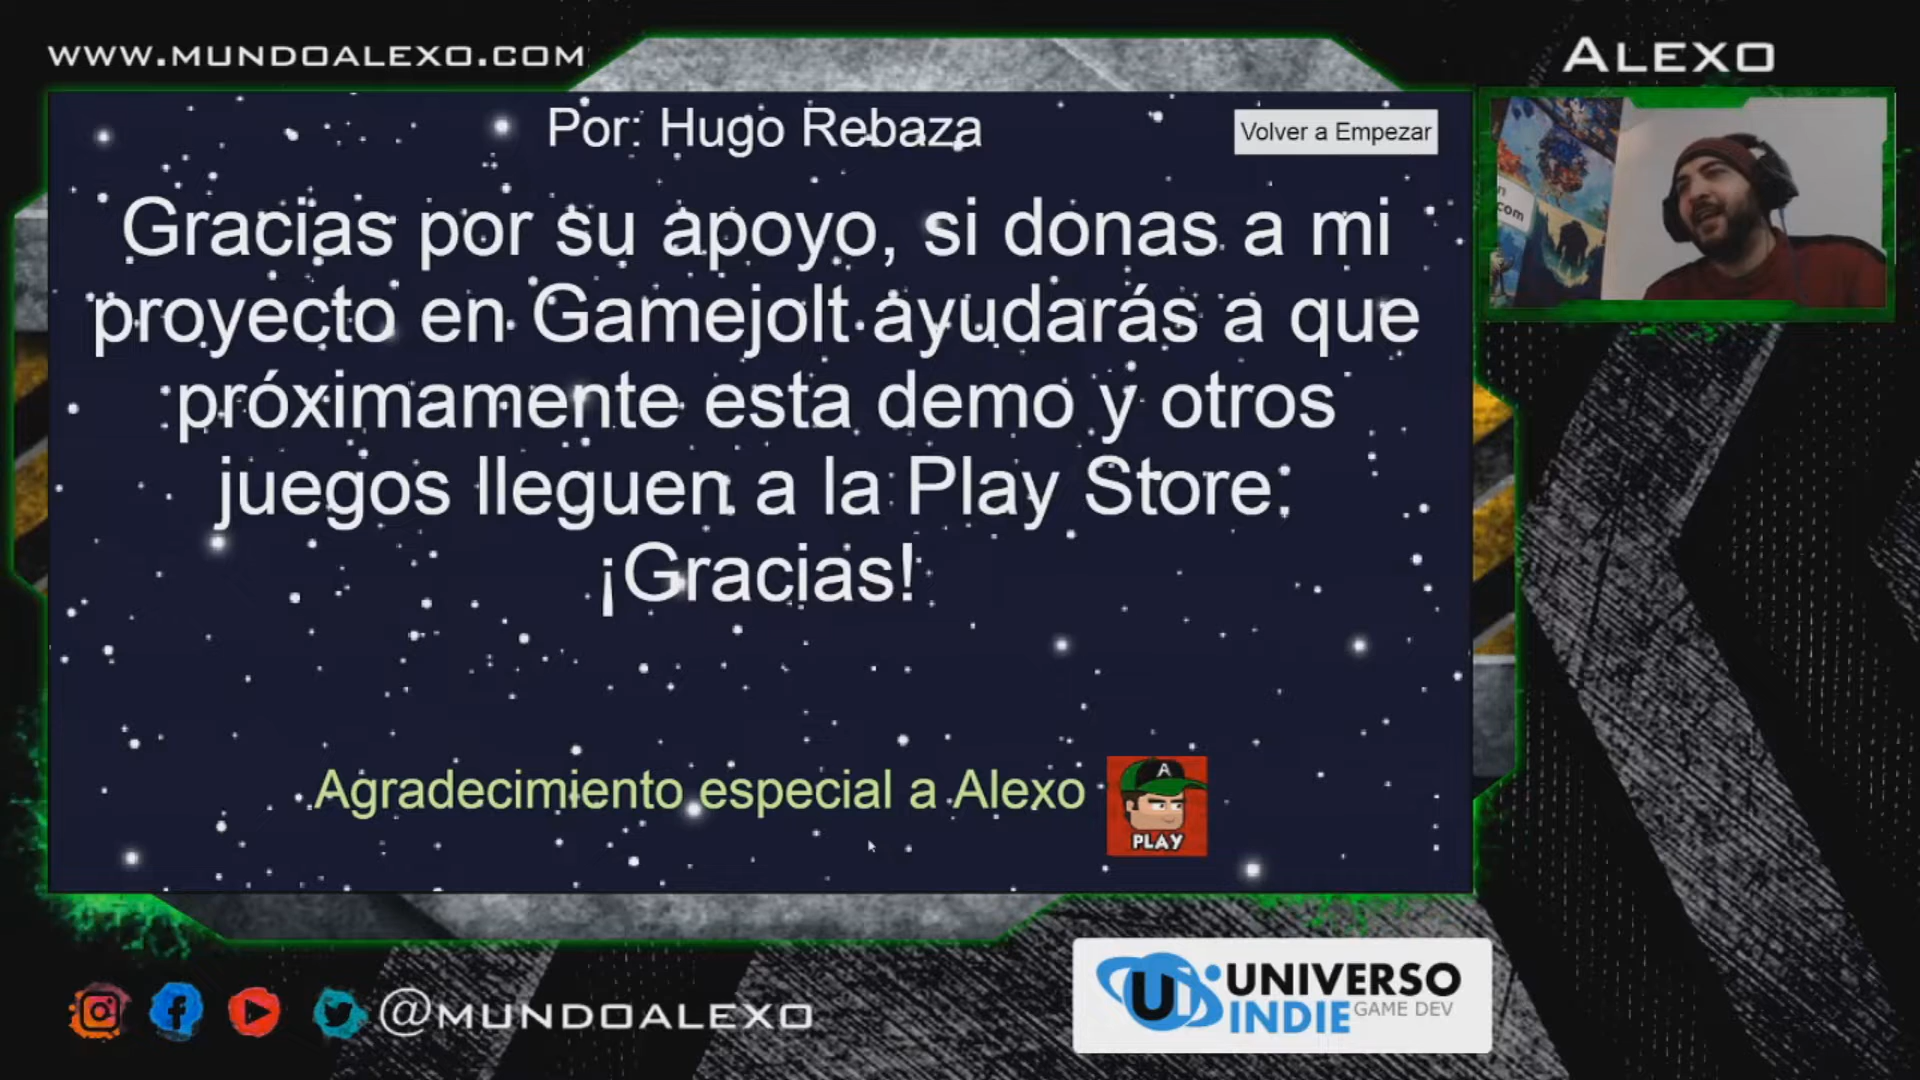 WWW.MUNDOALEXO.COM
ALEXO
Por: Hugo Rebaza
Volver a Empezar
Gracias por su apoyo, si donas a mi
proyecto en Gamejolt ayudarás a que
próximamente esta demo y otros
juegos lleguen a la Play Store.
¡Gracias!
Agradecimiento especial a Alexo
A
PLAY
n
com
@MUNDOALEXO
UNIVERSO
INDIE GAME DEV